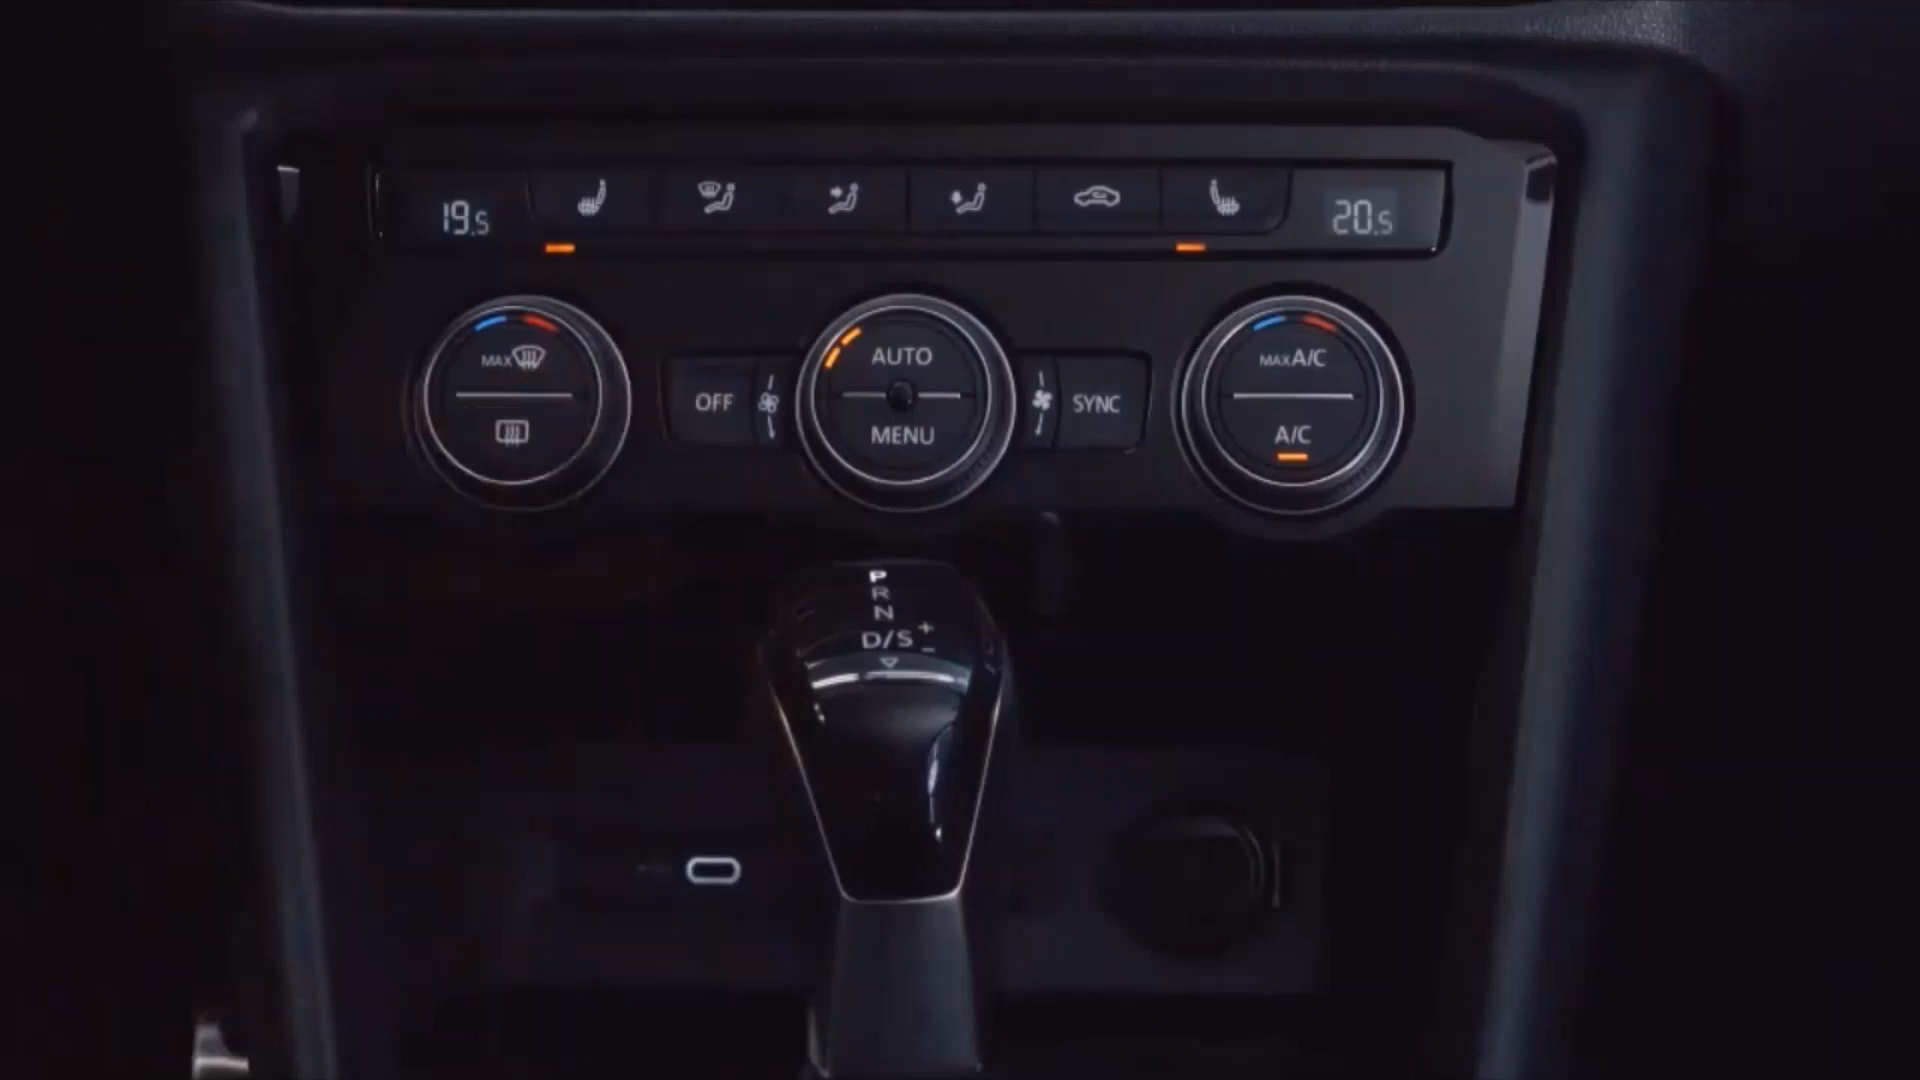 19.5
20.5
MAX
AUTO
MENU
OFF
SYNC
MAX A/C
A/C
P
R
N
D/S
+
-